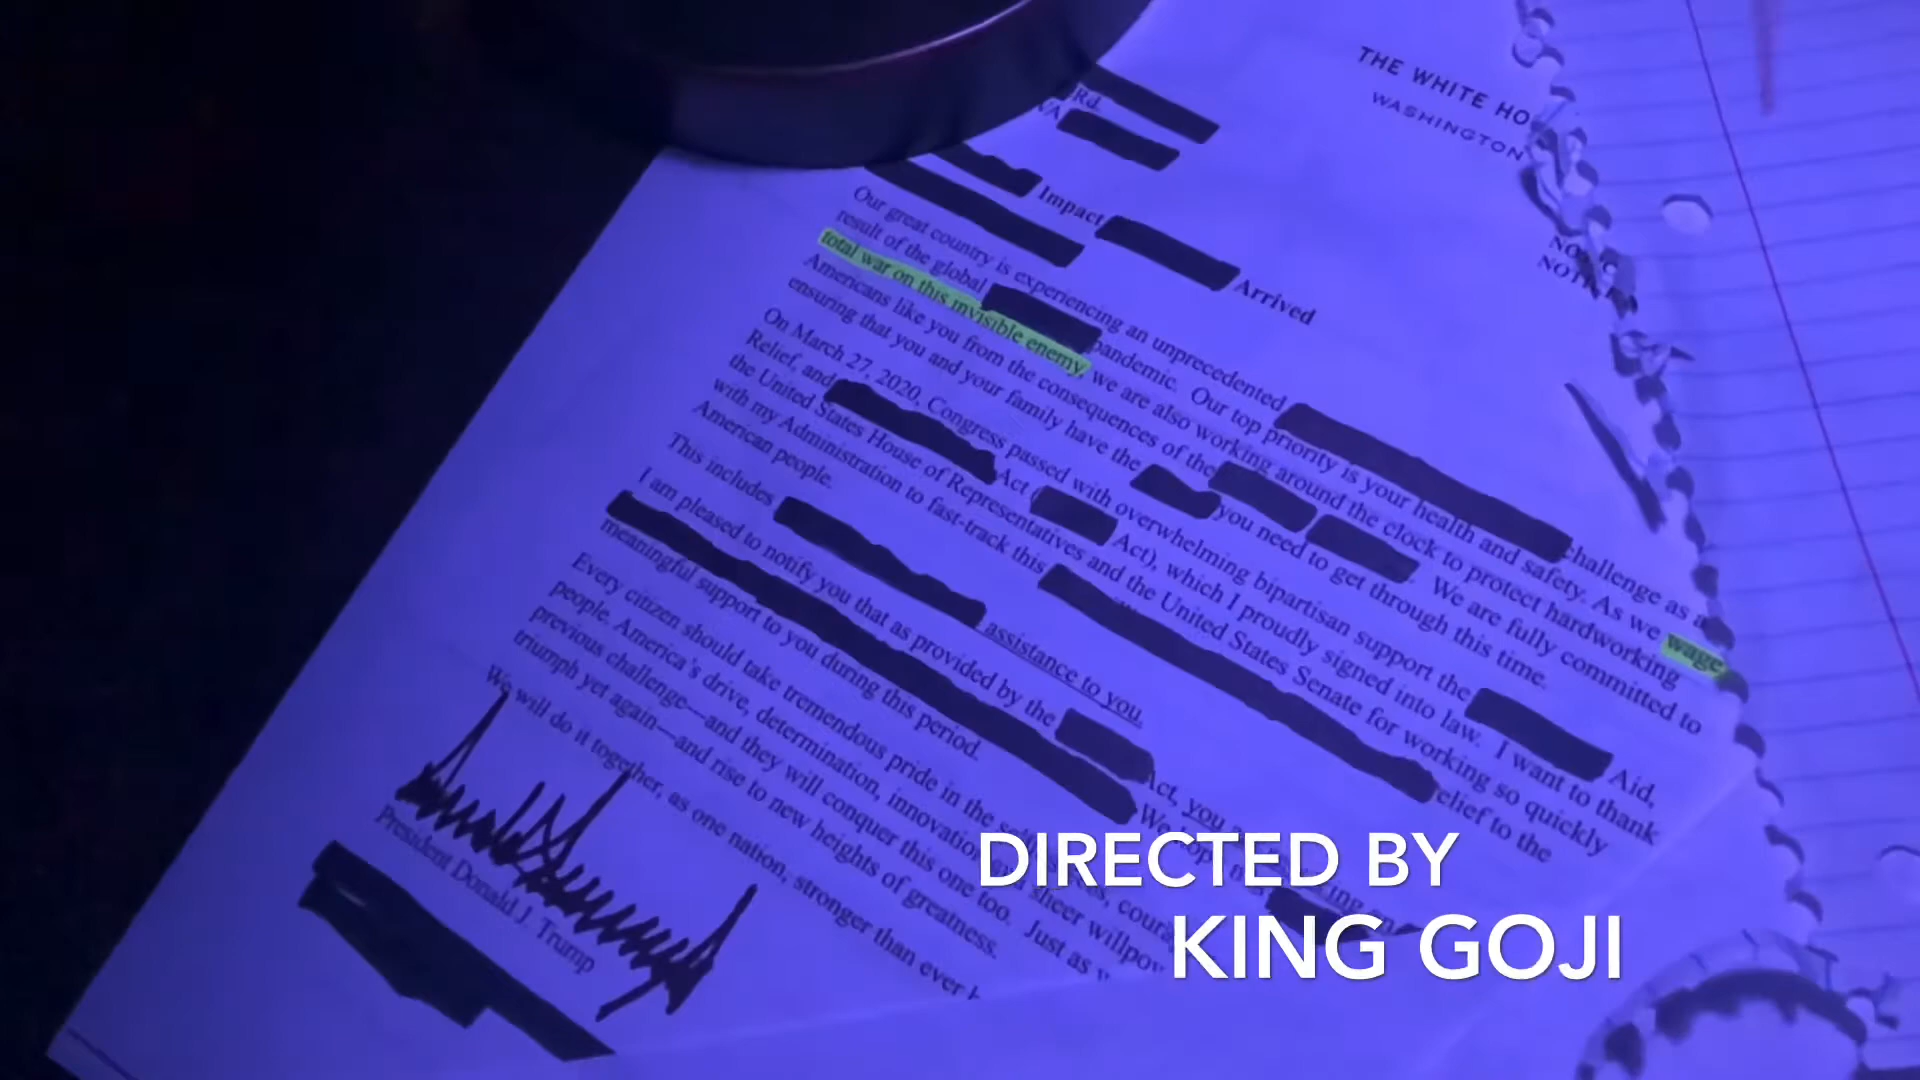 THE WHITE HO
WASHINGTON
Rd.
VA
Impact
Arrived
Our great country is experiencing an unprecedented challenge as a
result of the global pandemic. Our top priority is your health and safety. As we wage
total war on this invisible enemy, we are also working around the clock to protect hardworking
Americans like you from the consequences of the . We are fully committed to
ensuring that you and your family have the you need to get through this time.
On March 27, 2020, Congress passed with overwhelming bipartisan support the Aid,
Relief, and Act ( Act), which I proudly signed into law. I want to thank
the United States House of Representatives and the United States Senate for working so quickly
with my Administration to fast-track this relief to the
American people.
This includes assistance to you.
I am pleased to notify you that as provided by the Act, you
We hope
meaningful support to you during this period.
Every citizen should take tremendous pride in the
people. America's drive, determination, innovation sheer
previous challenge—and they will conquer this one too. Just as
triumph yet again—and rise to new heights of greatness.
We will do it together, as one nation, stronger than ever
President Donald J. Trump
DIRECTED BY
KING GOJI